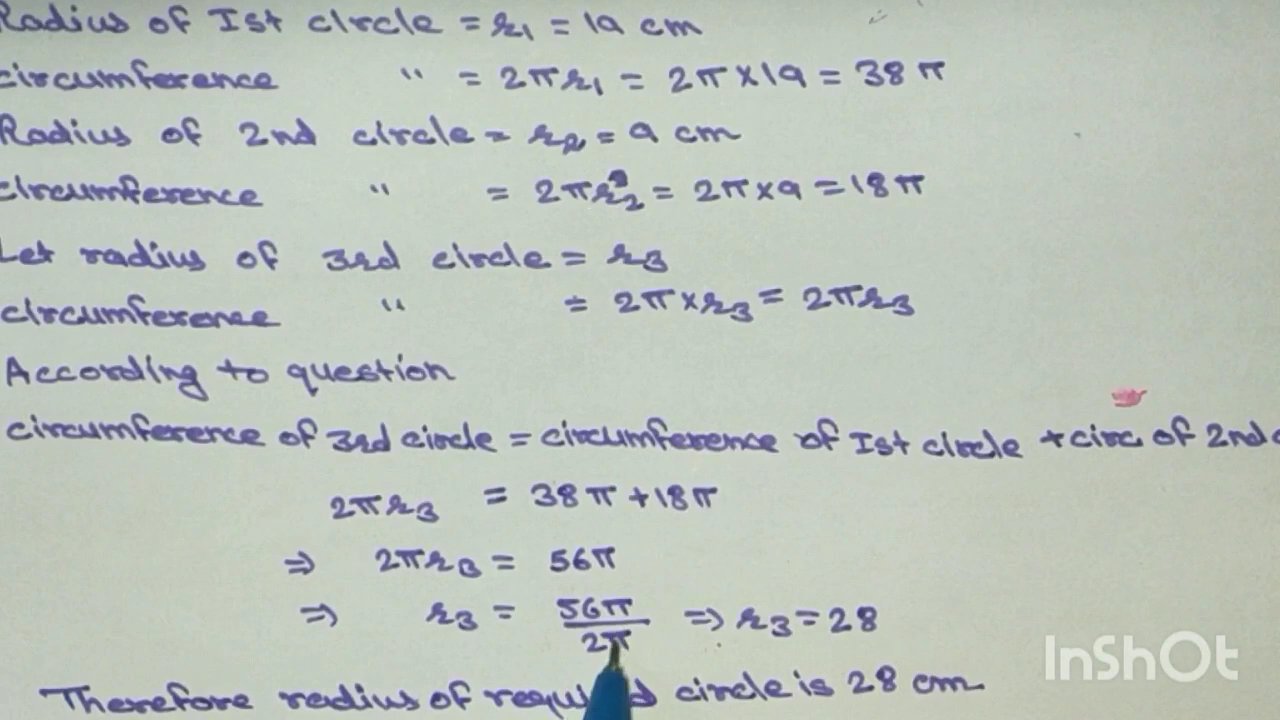 Radius of Ist circle = r₁ = 19 cm
circumference " = 2πr₁ = 2π×19 = 38π
Radius of 2nd circle = r₂ = 9 cm
circumference " = 2πr₂ = 2π×9 = 18π
Let radius of 3rd circle = r₃
circumference " = 2π×r₃ = 2πr₃
According to question
circumference of 3rd circle = circumference of Ist circle + circ of 2nd c
2πr₃ = 38π+18π
⇒ 2πr₃ = 56π
⇒ r₃ = 56π/2π ⇒ r₃ = 28
Therefore radius of circle is 28 cm.
InShOt